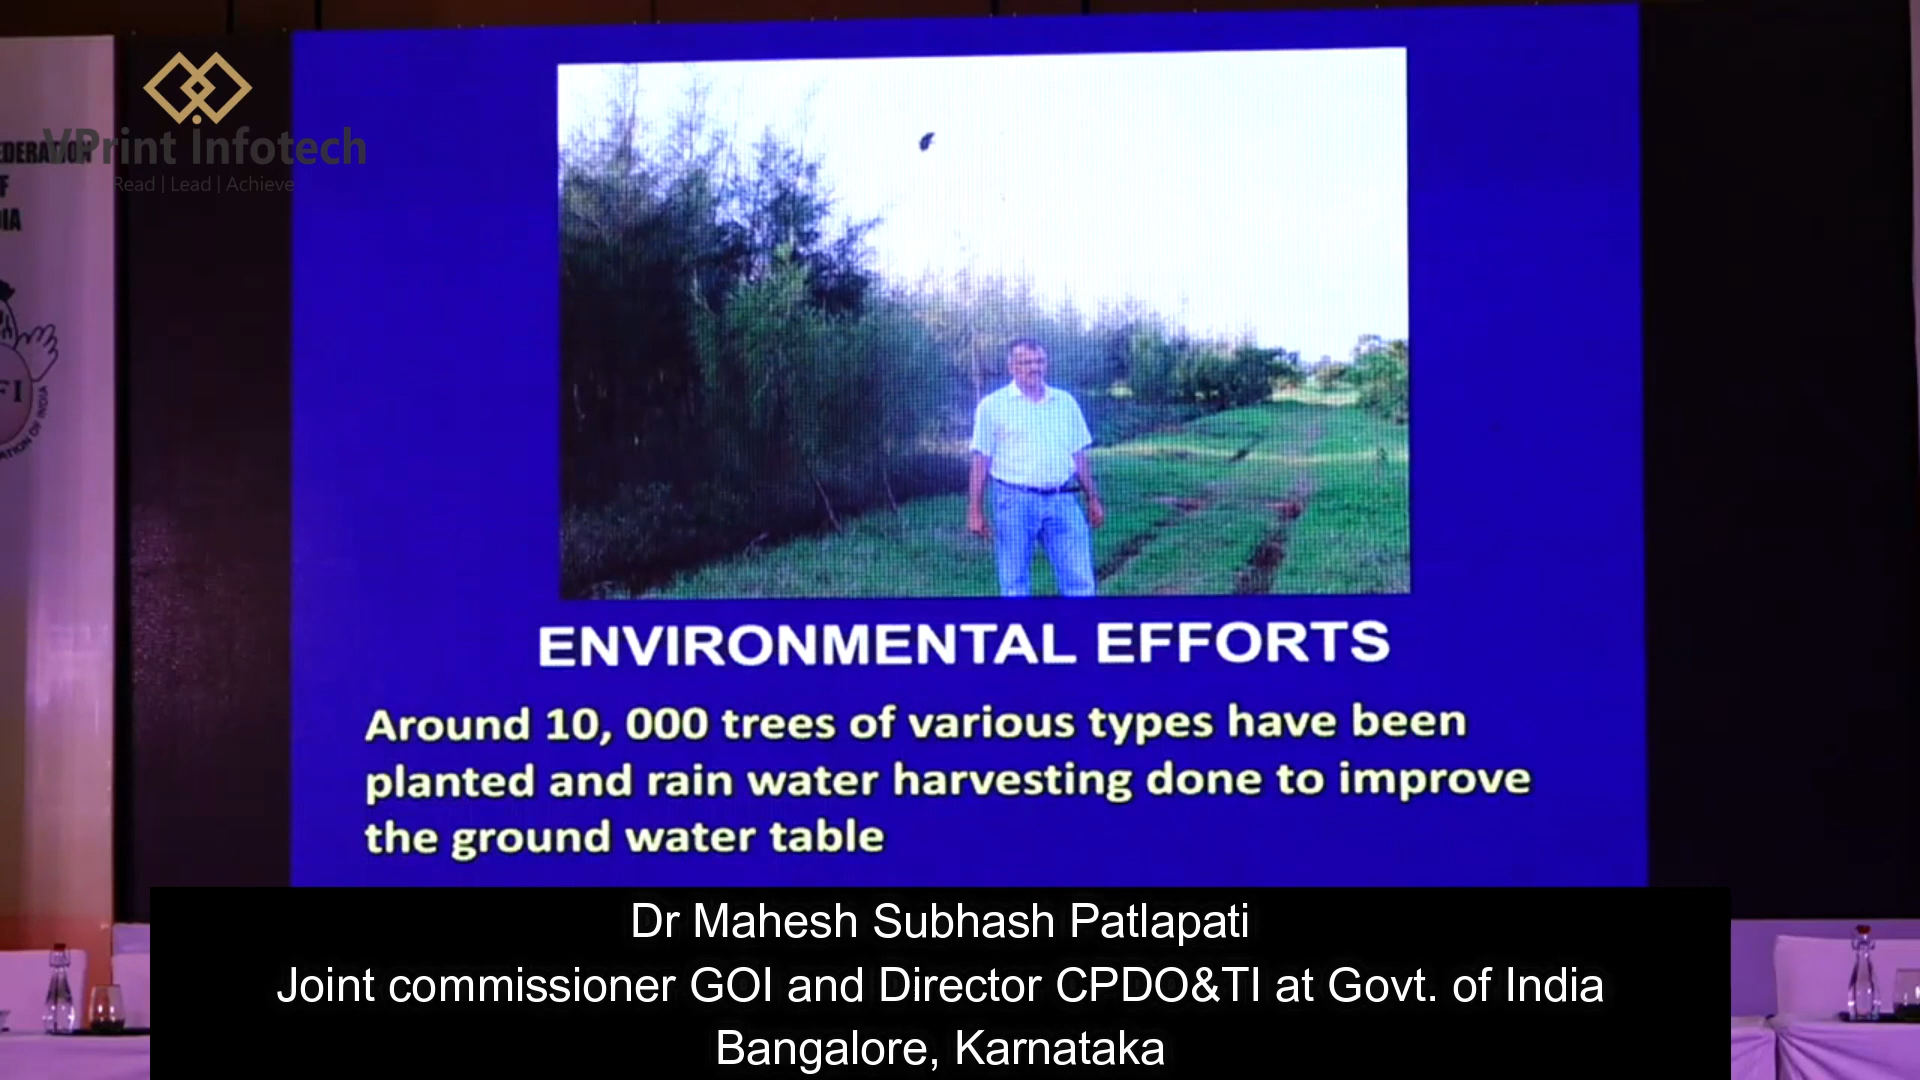 VPrint Infotech
Read | Lead | Achieve
ENVIRONMENTAL EFFORTS
Around 10, 000 trees of various types have been
planted and rain water harvesting done to improve
the ground water table
Dr Mahesh Subhash Patlapati
Joint commissioner GOI and Director CPDO&TI at Govt. of India
Bangalore, Karnataka